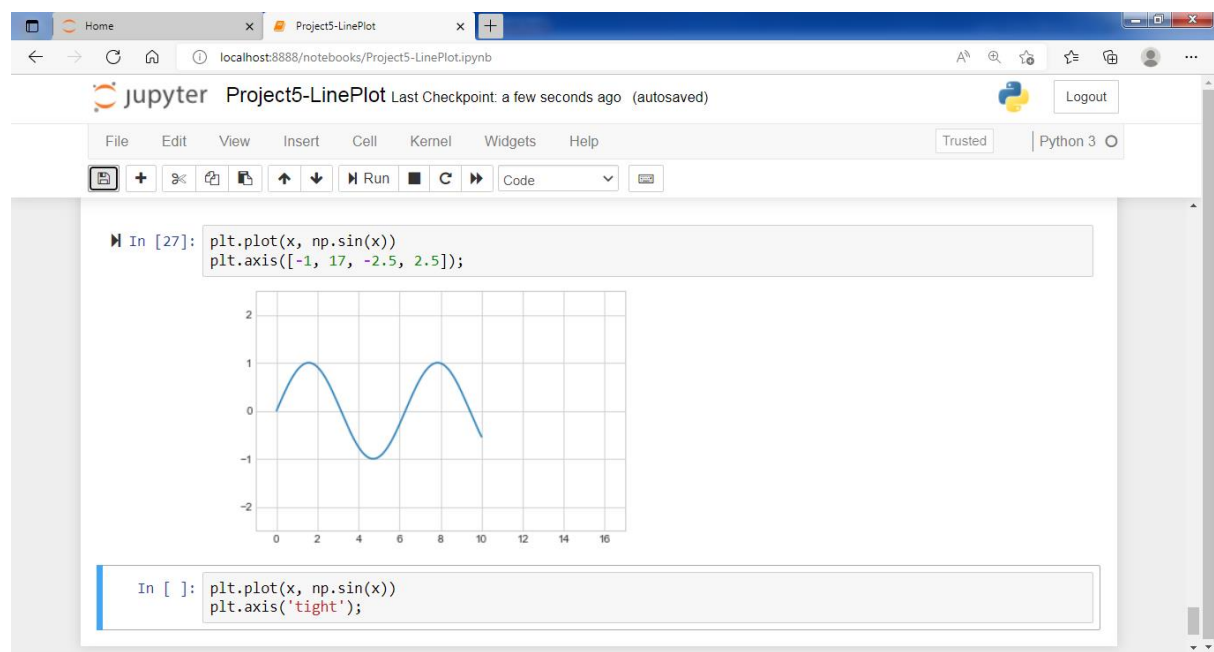 Home
Project5-LinePlot
localhost:8888/notebooks/Project5-LinePlot.ipynb
jupyter Project5-LinePlot Last Checkpoint: a few seconds ago (autosaved)
Logout
File Edit View Insert Cell Kernel Widgets Help
Trusted Python 3
Run Code
In [27]: plt.plot(x, np.sin(x))
plt.axis([-1, 17, -2.5, 2.5]);
2
1
0
−1
−2
0 2 4 6 8 10 12 14 16
In [ ]: plt.plot(x, np.sin(x))
plt.axis('tight');